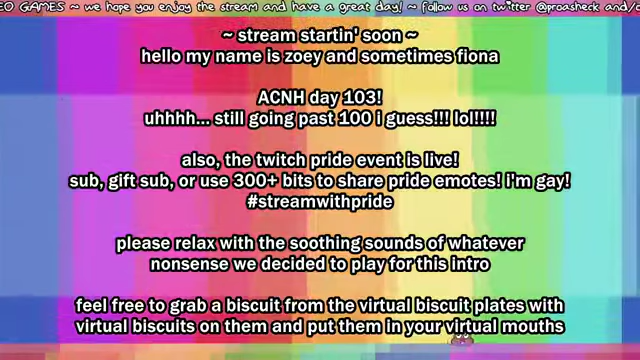 EO GAMES ~ we hope you enjoy the stream and have a great day! ~ follow us on twitter @proasheck and/o
~ stream startin' soon ~
hello my name is zoey and sometimes fiona
ACNH day 103!
uhhhh... still going past 100 i guess!!! lol!!!!
also, the twitch pride event is live!
sub, gift sub, or use 300+ bits to share pride emotes! i'm gay!
#streamwithpride
please relax with the soothing sounds of whatever
nonsense we decided to play for this intro
feel free to grab a biscuit from the virtual biscuit plates with
virtual biscuits on them and put them in your virtual mouths